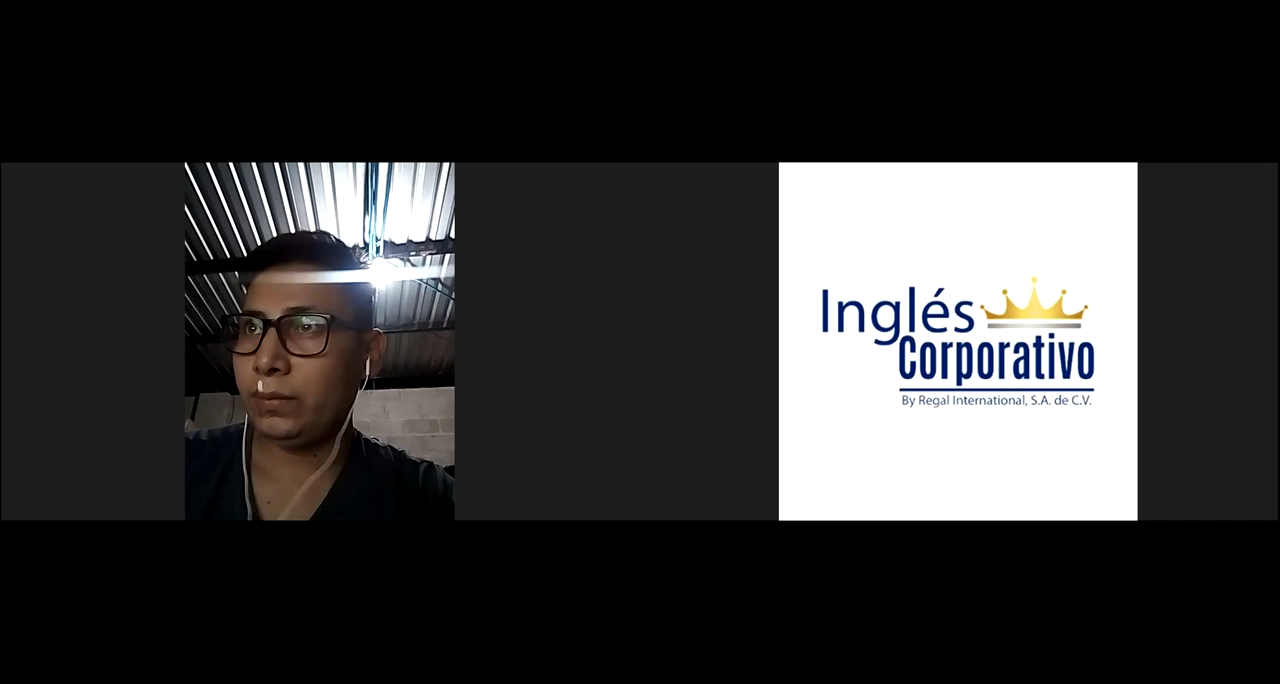 Inglés
Corporativo
By Regal International, S.A. de C.V.